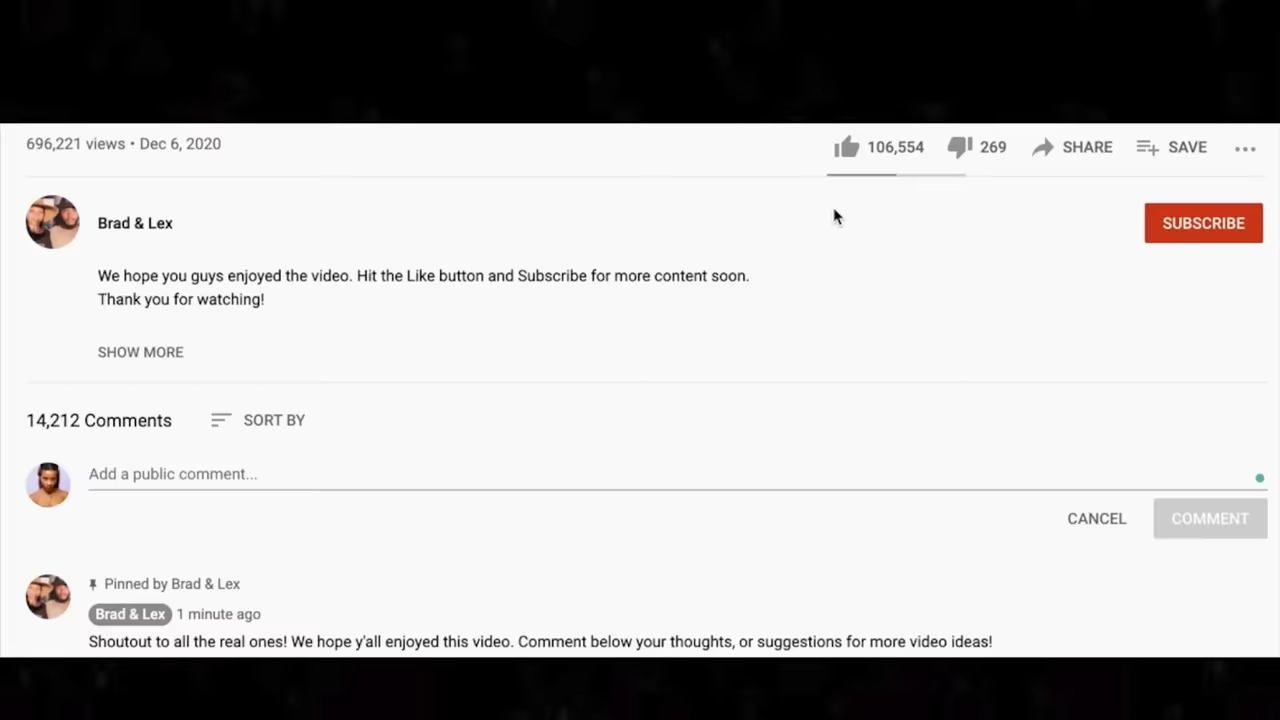 696,221 views • Dec 6, 2020
106,554
269
SHARE
SAVE
Brad & Lex
SUBSCRIBE
We hope you guys enjoyed the video. Hit the Like button and Subscribe for more content soon.
Thank you for watching!
SHOW MORE
14,212 Comments
SORT BY
Add a public comment...
CANCEL
COMMENT
Pinned by Brad & Lex
Brad & Lex 1 minute ago
Shoutout to all the real ones! We hope y'all enjoyed this video. Comment below your thoughts, or suggestions for more video ideas!